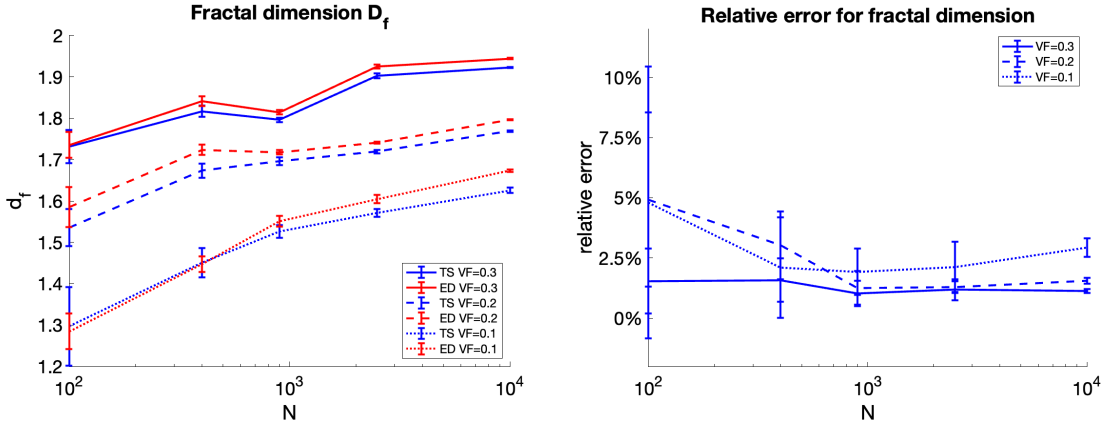 Fractal dimension D_f
2
1.9
1.8
1.7
1.6
1.5
1.4
1.3
1.2
d_f
10^2
10^3
10^4
N
TS VF=0.3
ED VF=0.3
TS VF=0.2
ED VF=0.2
TS VF=0.1
ED VF=0.1
Relative error for fractal dimension
10%
7.5%
5%
2.5%
0%
relative error
10^2
10^3
10^4
N
VF=0.3
VF=0.2
VF=0.1